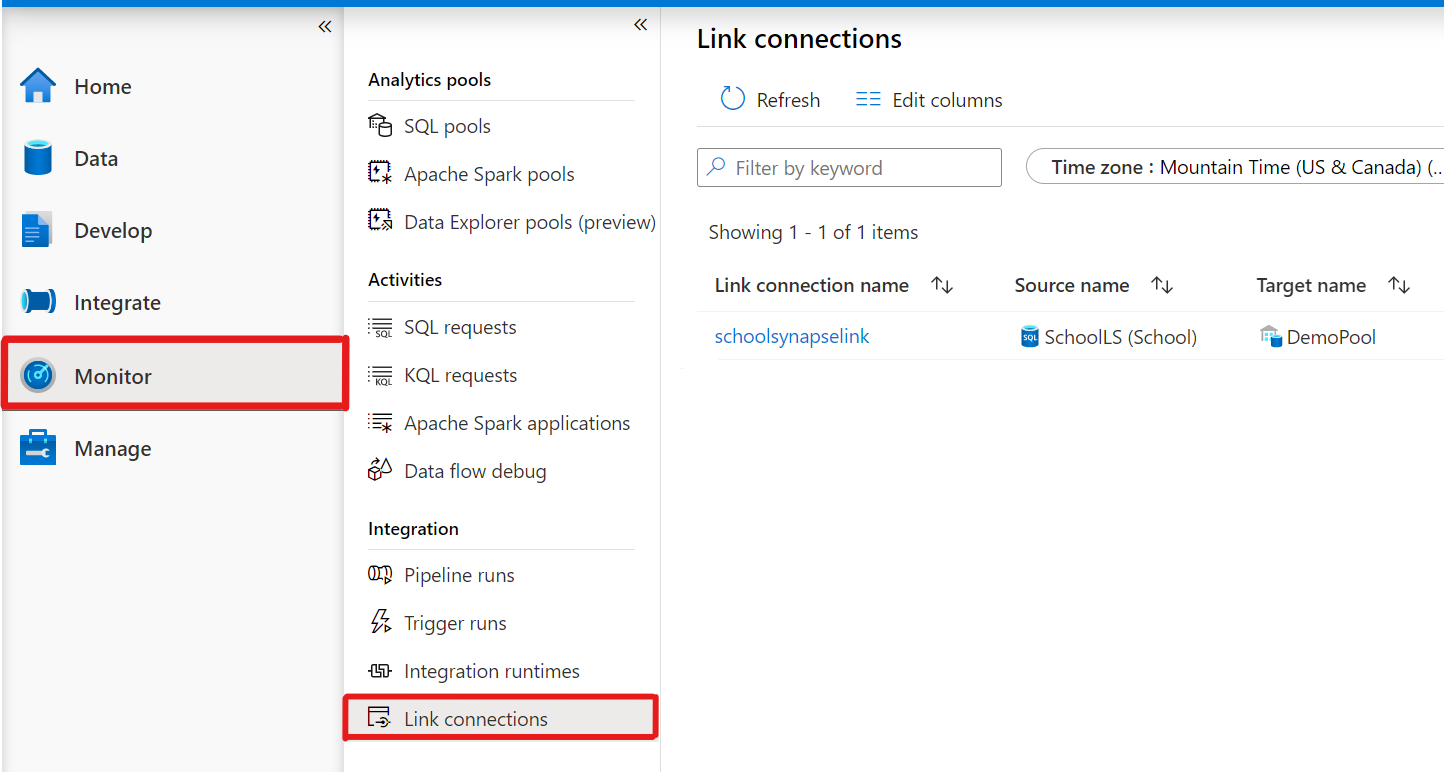 Home
Data
Develop
Integrate
Monitor
Manage
Analytics pools
SQL pools
Apache Spark pools
Data Explorer pools (preview)
Activities
SQL requests
KQL requests
Apache Spark applications
Data flow debug
Integration
Pipeline runs
Trigger runs
Integration runtimes
Link connections
Link connections
Refresh Edit columns
Filter by keyword Time zone : Mountain Time (US & Canada) (...
Showing 1 - 1 of 1 items
Link connection name Source name Target name
schoolsynapselink SchoolLS (School) DemoPool